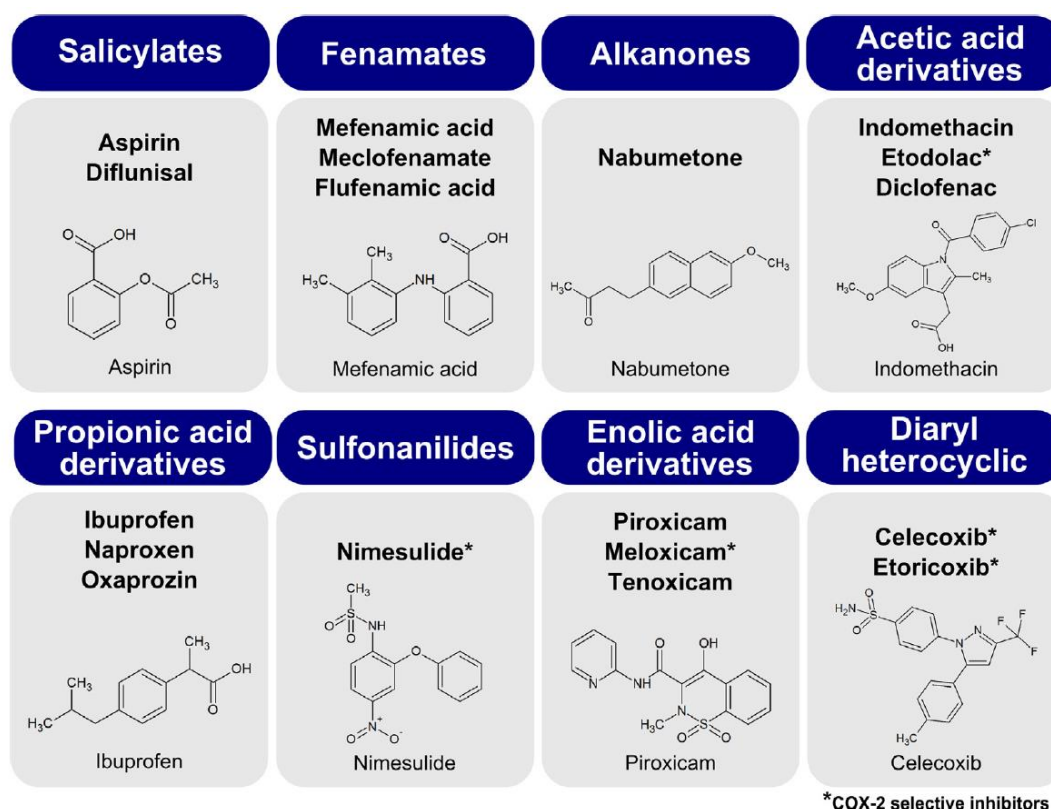 Salicylates
Aspirin
Diflunisal
O
OH
O
CH₃
O
Aspirin
Fenamates
Mefenamic acid
Meclofenamate
Flufenamic acid
O
OH
CH₃
H₃C
NH
Mefenamic acid
Alkanones
Nabumetone
O
CH₃
H₃C
O
Nabumetone
Acetic acid
derivatives
Indomethacin
Etodolac*
Diclofenac
Cl
O
N
CH₃
O
H₃C
O
OH
Indomethacin
Propionic acid
derivatives
Ibuprofen
Naproxen
Oxaprozin
CH₃
OH
CH₃
O
H₃C
Ibuprofen
Sulfonanilides
Nimesulide*
CH₃
O
S
NH
O
O
N⁺
O
O⁻
Nimesulide
Enolic acid
derivatives
Piroxicam
Meloxicam*
Tenoxicam
O
OH
N
NH
N
H₃C
S
O
O
Piroxicam
Diaryl
heterocyclic
Celecoxib*
Etoricoxib*
O
H₂N
S
O
N
N
F
F
F
H₃C
Celecoxib
*COX-2 selective inhibitors